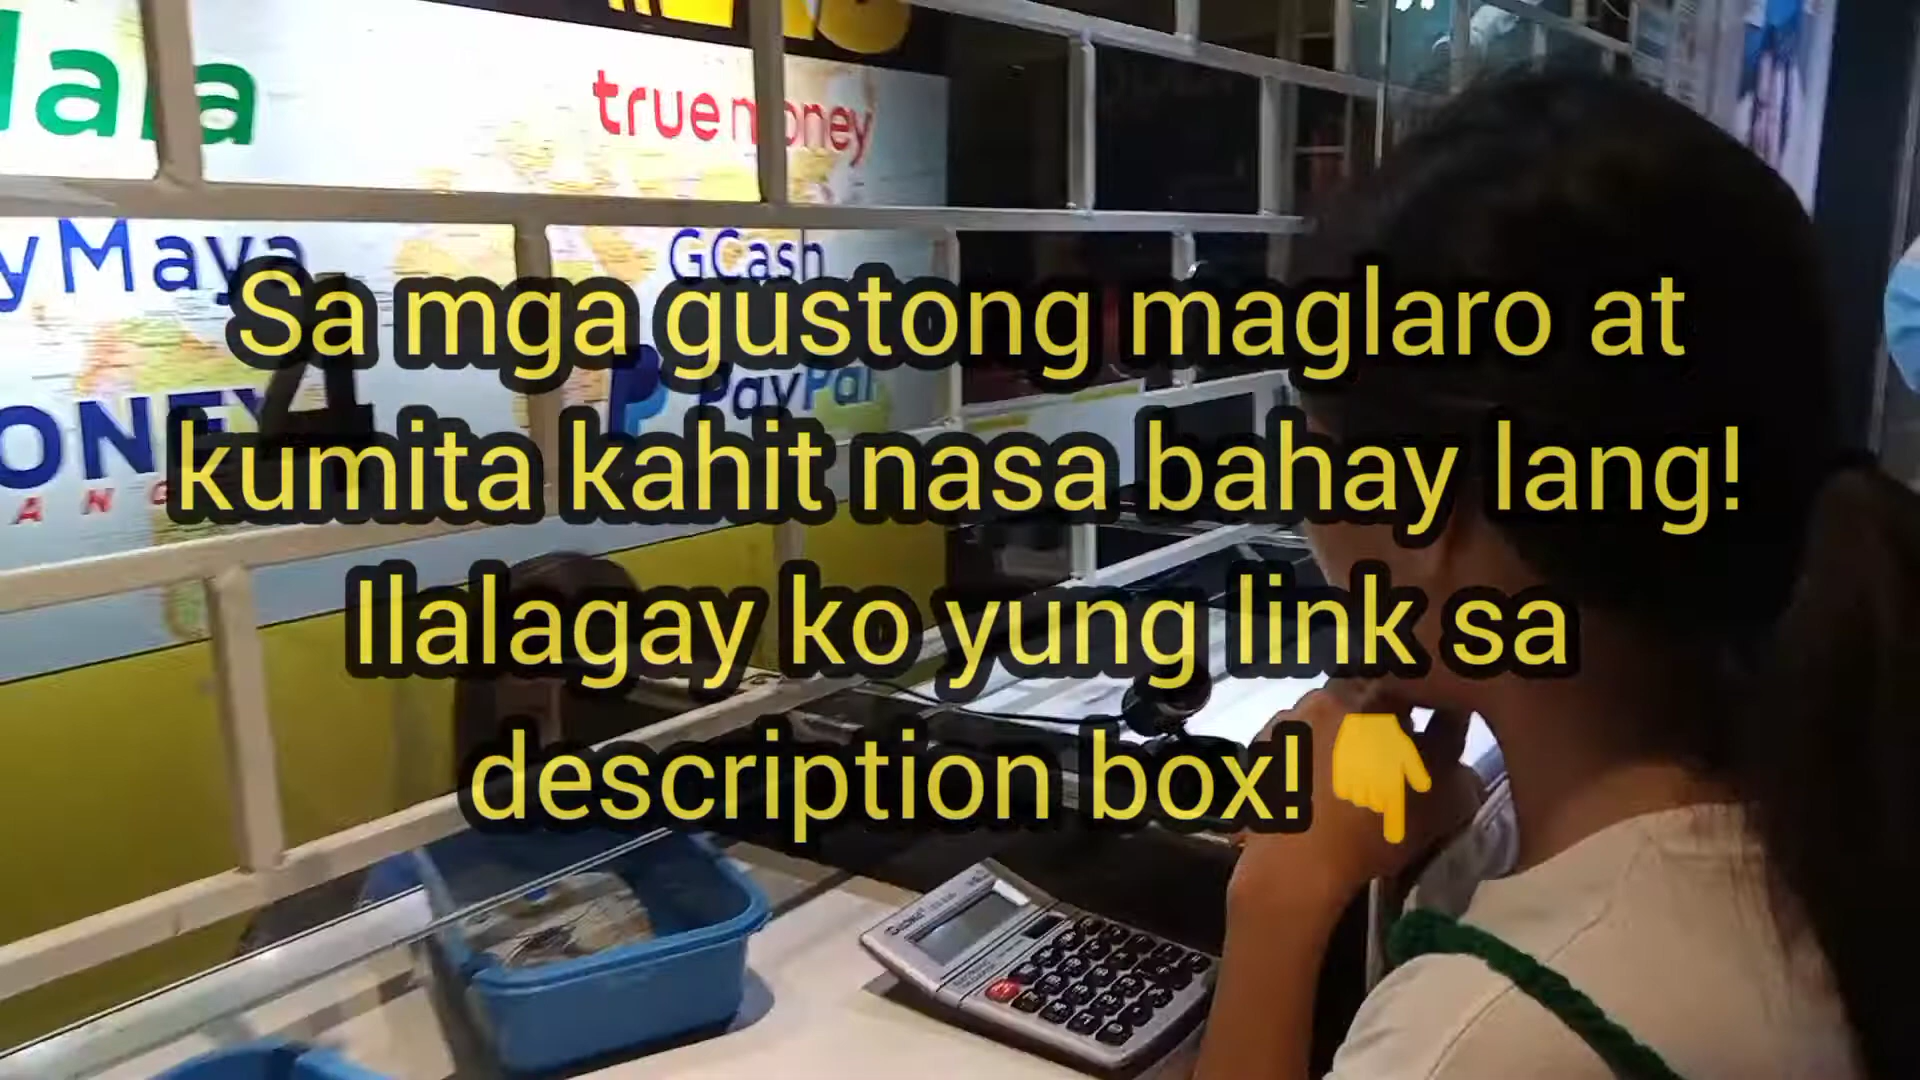 truemoney
GCash
PayPal
Sa mga gustong maglaro at
kumita kahit nasa bahay lang!
Ilalagay ko yung link sa
description box!👇